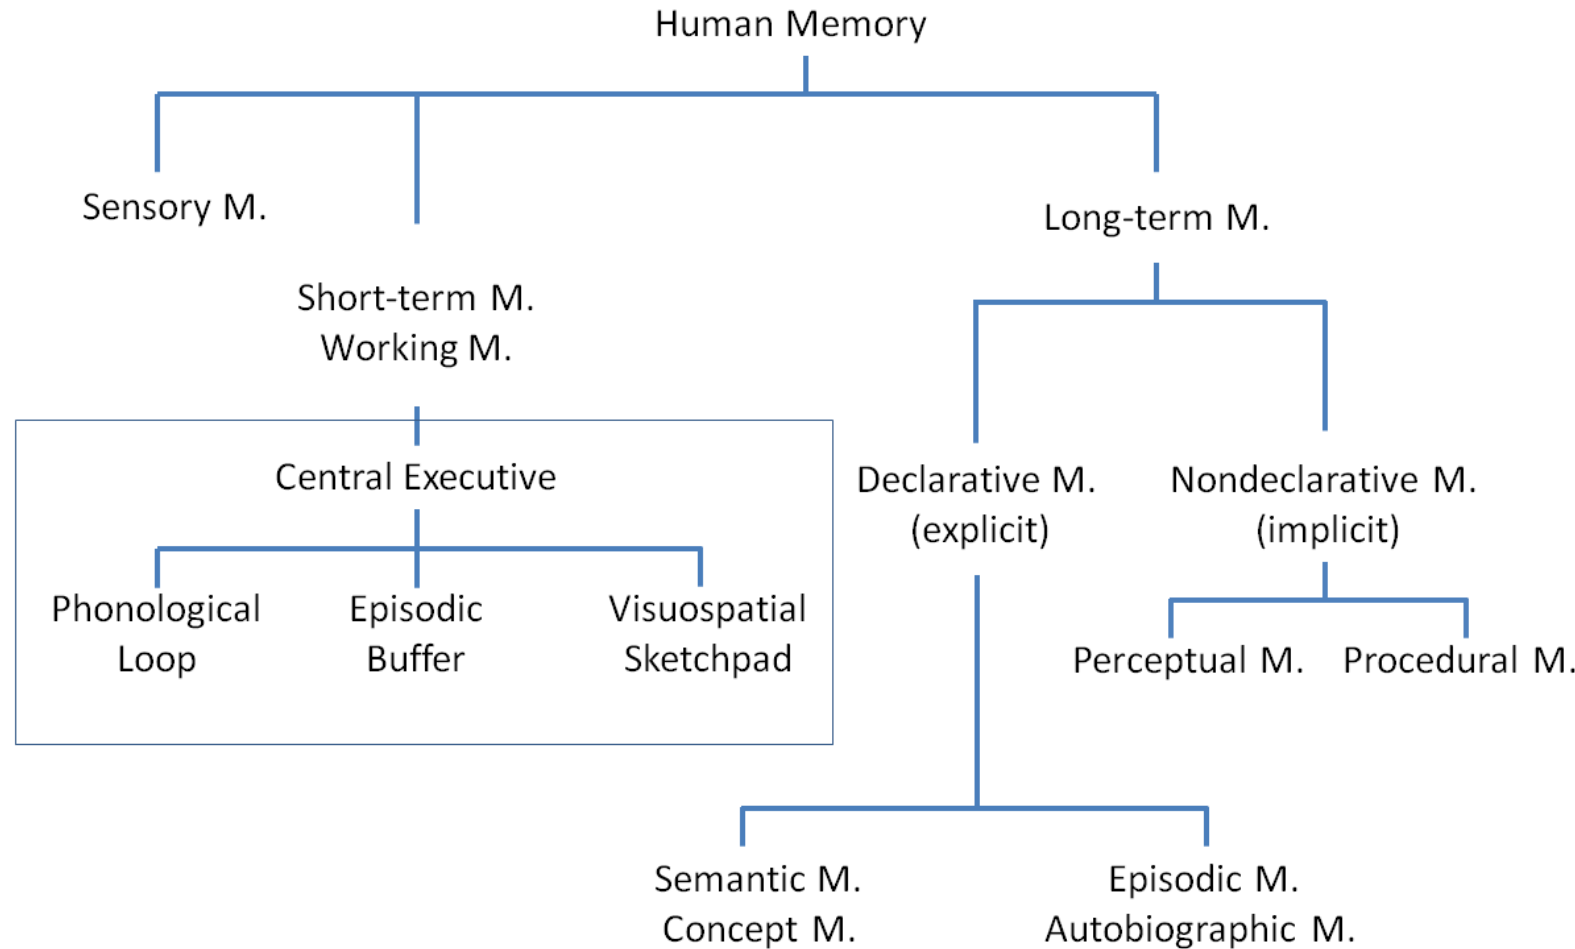 Human Memory
Sensory M.
Long-term M.
Short-term M.
Working M.
Central Executive
Phonological
Loop
Episodic
Buffer
Visuospatial
Sketchpad
Declarative M.
(explicit)
Nondeclarative M.
(implicit)
Perceptual M.
Procedural M.
Semantic M.
Concept M.
Episodic M.
Autobiographic M.